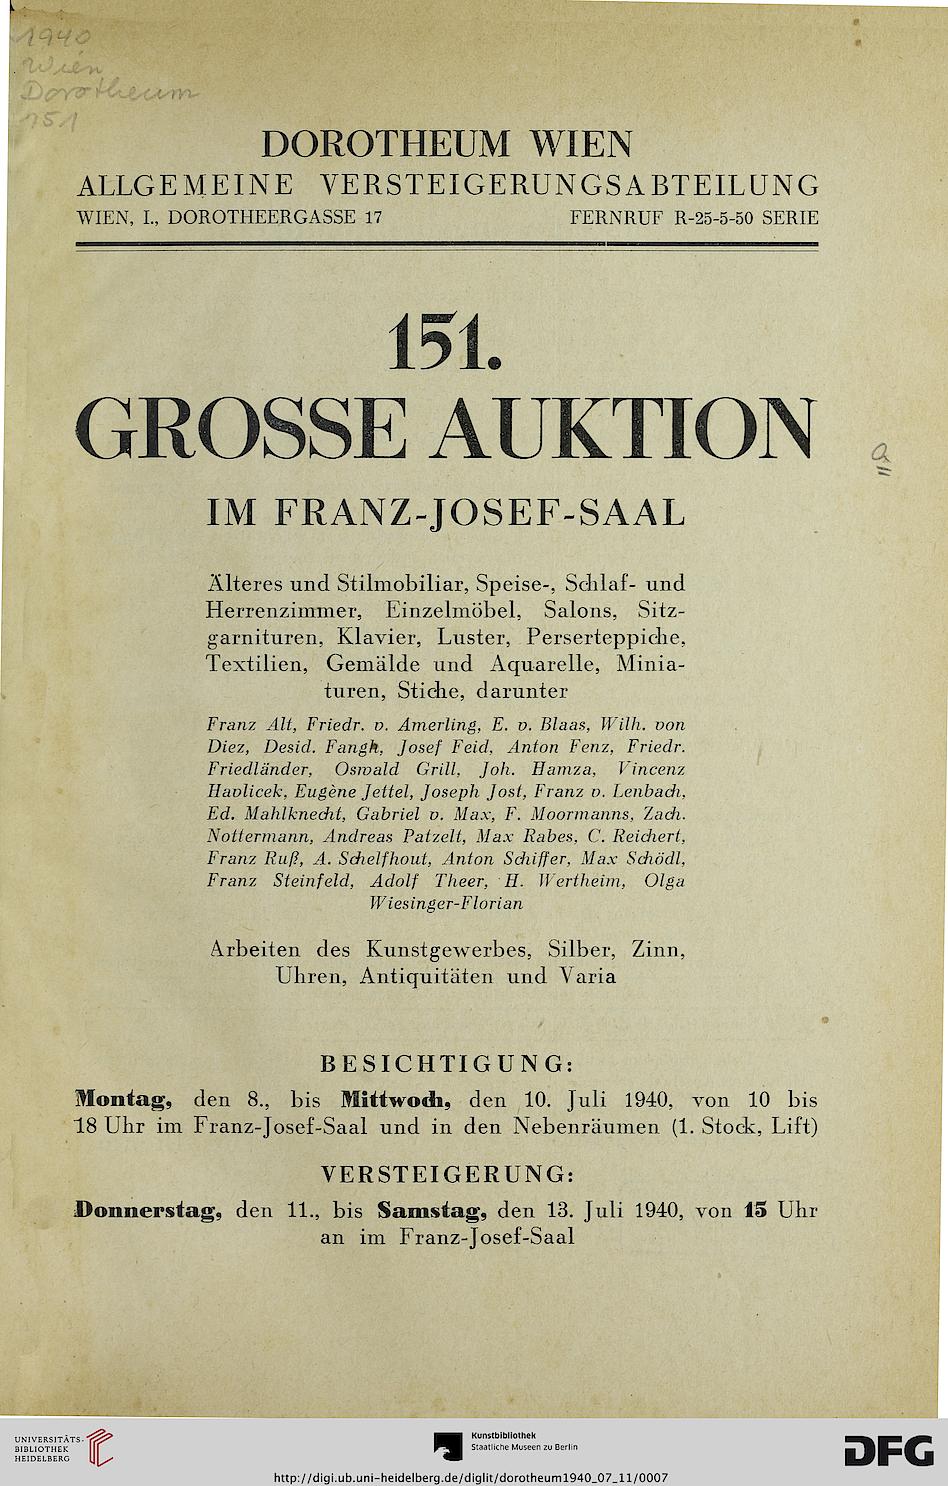 1940
Wien
Dorotheum
151
DOROTHEUM WIEN
ALLGEMEINE VERSTEIGERUNGSABTEILUNG
WIEN, I., DOROTHEERGASSE 17 FERNRUF R-25-5-50 SERIE
151.
GROSSE AUKTION
IM FRANZ-JOSEF-SAAL
Älteres und Stilmobiliar, Speise-, Schlaf- und
Herrenzimmer, Einzelmöbel, Salons, Sitz-
garnituren, Klavier, Luster, Perserteppiche,
Textilien, Gemälde und Aquarelle, Minia-
turen, Stiche, darunter
Franz Alt, Friedr. v. Amerling, E. v. Blaas, Wilh. von
Diez, Desid. Fangh, Josef Feid, Anton Fenz, Friedr.
Friedländer, Oswald Grill, Joh. Hamza, Vincenz
Havlicek, Eugène Jettel, Joseph Jost, Franz v. Lenbach,
Ed. Mahlknecht, Gabriel v. Max, F. Moormanns, Zach.
Nottermann, Andreas Patzelt, Max Rabes, C. Reichert,
Franz Ruß, A. Schelfhout, Anton Schiffer, Max Schödl,
Franz Steinfeld, Adolf Theer, H. Wertheim, Olga
Wiesinger-Florian
Arbeiten des Kunstgewerbes, Silber, Zinn,
Uhren, Antiquitäten und Varia
BESICHTIGUNG:
Montag, den 8., bis Mittwoch, den 10. Juli 1940, von 10 bis
18 Uhr im Franz-Josef-Saal und in den Nebenräumen (1. Stock, Lift)
VERSTEIGERUNG:
Donnerstag, den 11., bis Samstag, den 13. Juli 1940, von 15 Uhr
an im Franz-Josef-Saal
UNIVERSITÄTS-
BIBLIOTHEK
HEIDELBERG
Kunstbibliothek
Staatliche Museen zu Berlin
DFG
http://digi.ub.uni-heidelberg.de/diglit/dorotheum1940_07_11/0007